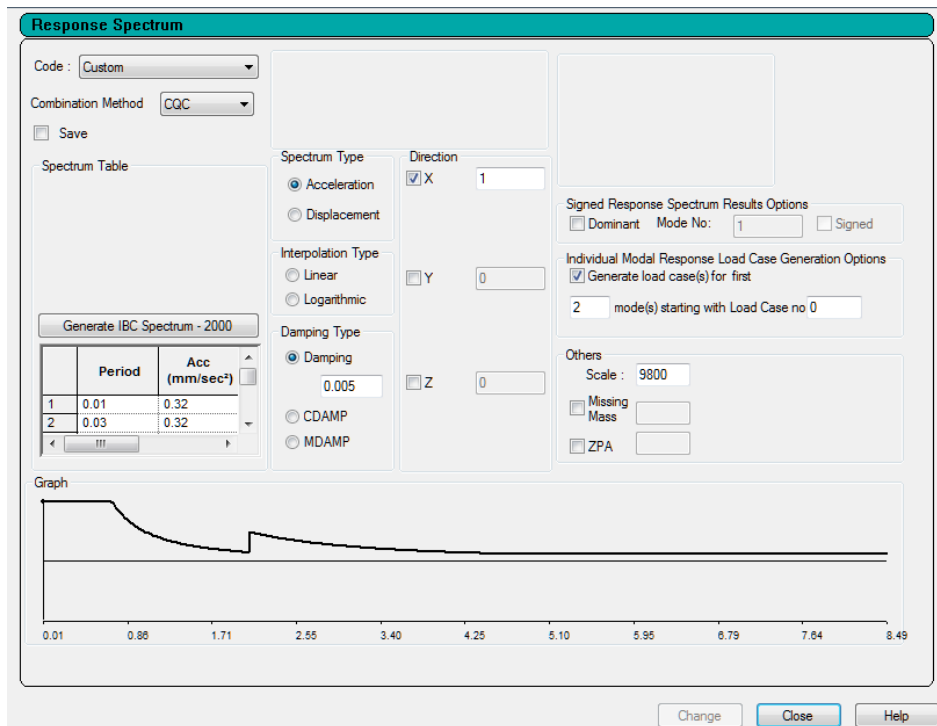 Response Spectrum
Code : Custom
Combination Method CQC
Save
Spectrum Table
Generate IBC Spectrum - 2000
Period Acc (mm/sec²)
1 0.01 0.32
2 0.03 0.32
Spectrum Type
Acceleration
Displacement
Interpolation Type
Linear
Logarithmic
Damping Type
Damping
0.005
CDAMP
MDAMP
Direction
X 1
Y 0
Z 0
Signed Response Spectrum Results Options
Dominant Mode No: 1 Signed
Individual Modal Response Load Case Generation Options
Generate load case(s) for first
2 mode(s) starting with Load Case no 0
Others
Scale : 9800
Missing
Mass
ZPA
Graph
0.01 0.86 1.71 2.55 3.40 4.25 5.10 5.95 6.79 7.64 8.49
Change Close Help